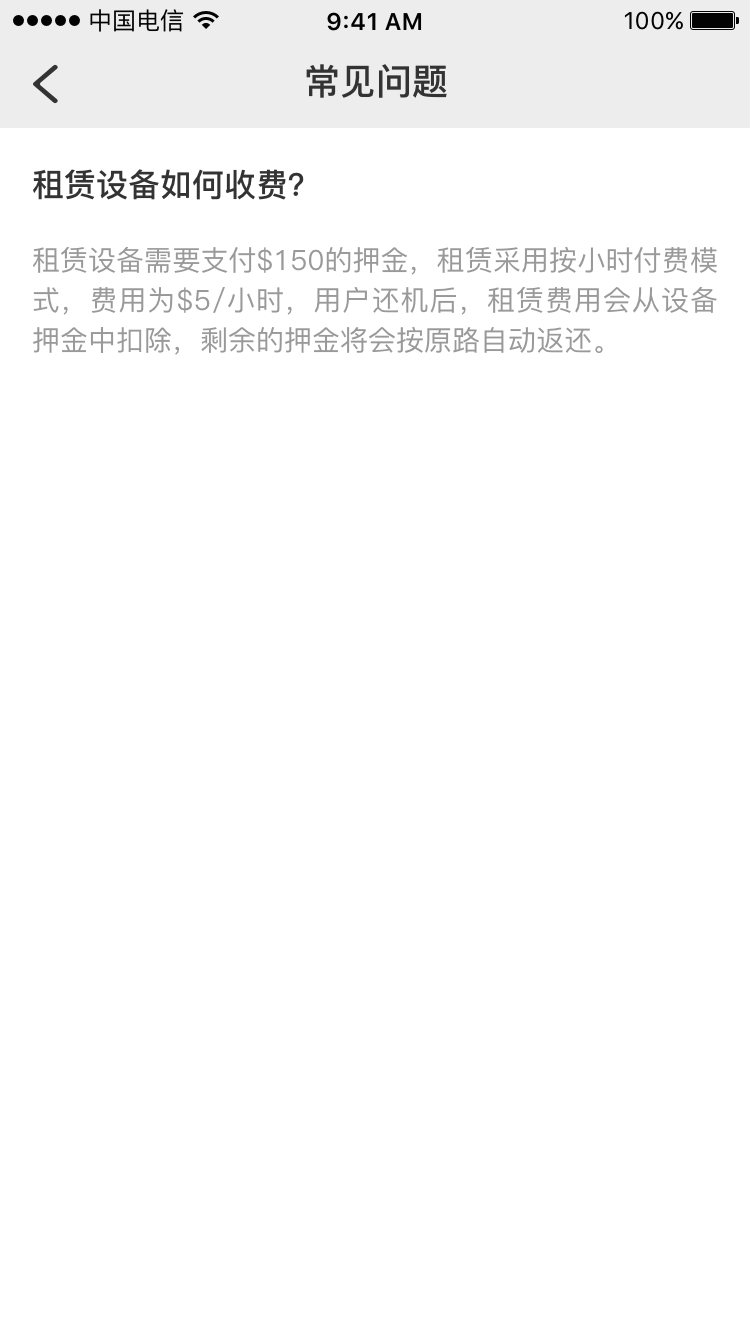 中国电信 9:41 AM 100%
常见问题
租赁设备如何收费?
租赁设备需要支付$150的押金，租赁采用按小时付费模
式，费用为$5/小时，用户还机后，租赁费用会从设备
押金中扣除，剩余的押金将会按原路自动返还。